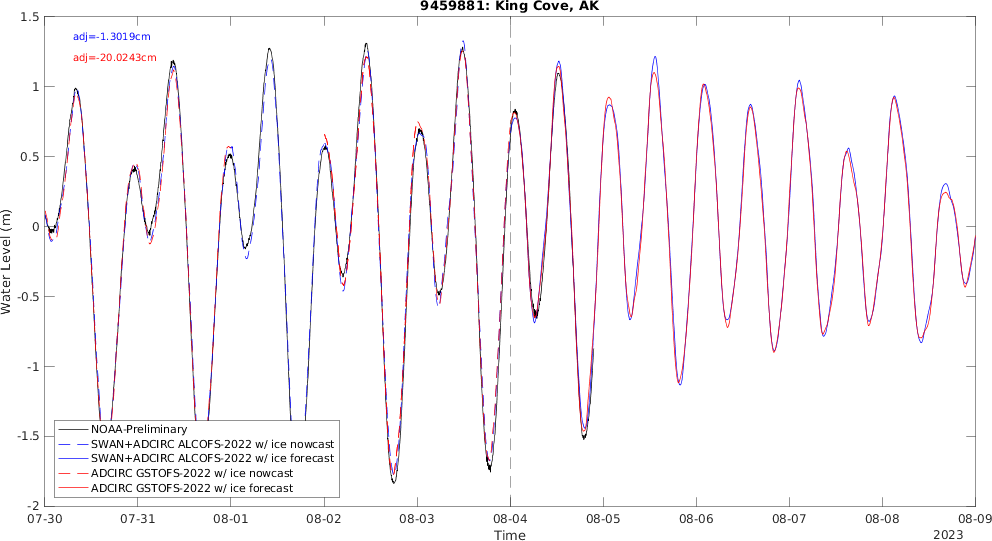 9459881: King Cove, AK
adj=-1.3019cm
adj=-20.0243cm
1.5
1
0.5
0
-0.5
-1
-1.5
-2
Water Level (m)
NOAA-Preliminary
SWAN+ADCIRC ALCOFS-2022 w/ ice nowcast
SWAN+ADCIRC ALCOFS-2022 w/ ice forecast
ADCIRC GSTOFS-2022 w/ ice nowcast
ADCIRC GSTOFS-2022 w/ ice forecast
07-30 07-31 08-01 08-02 08-03 08-04 08-05 08-06 08-07 08-08 08-09
Time
2023